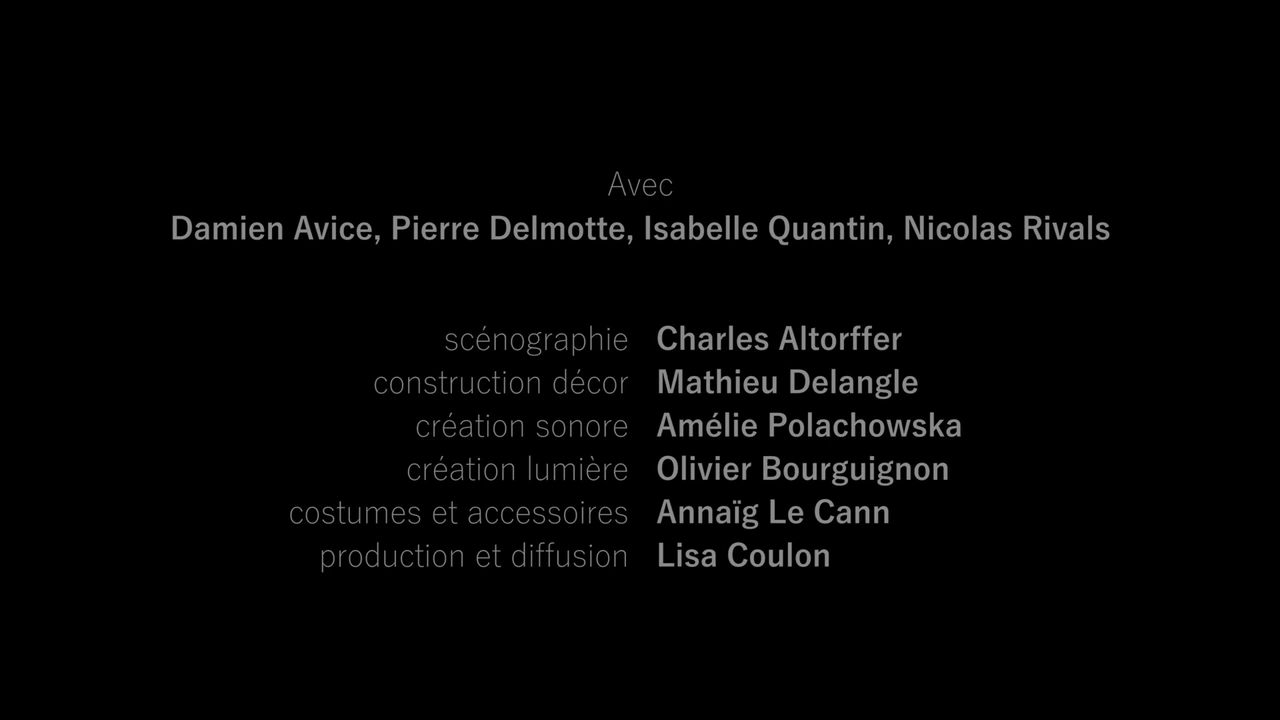 Avec
Damien Avice, Pierre Delmotte, Isabelle Quantin, Nicolas Rivals
scénographie Charles Altorffer
construction décor Mathieu Delangle
création sonore Amélie Polachowska
création lumière Olivier Bourguignon
costumes et accessoires Annaïg Le Cann
production et diffusion Lisa Coulon